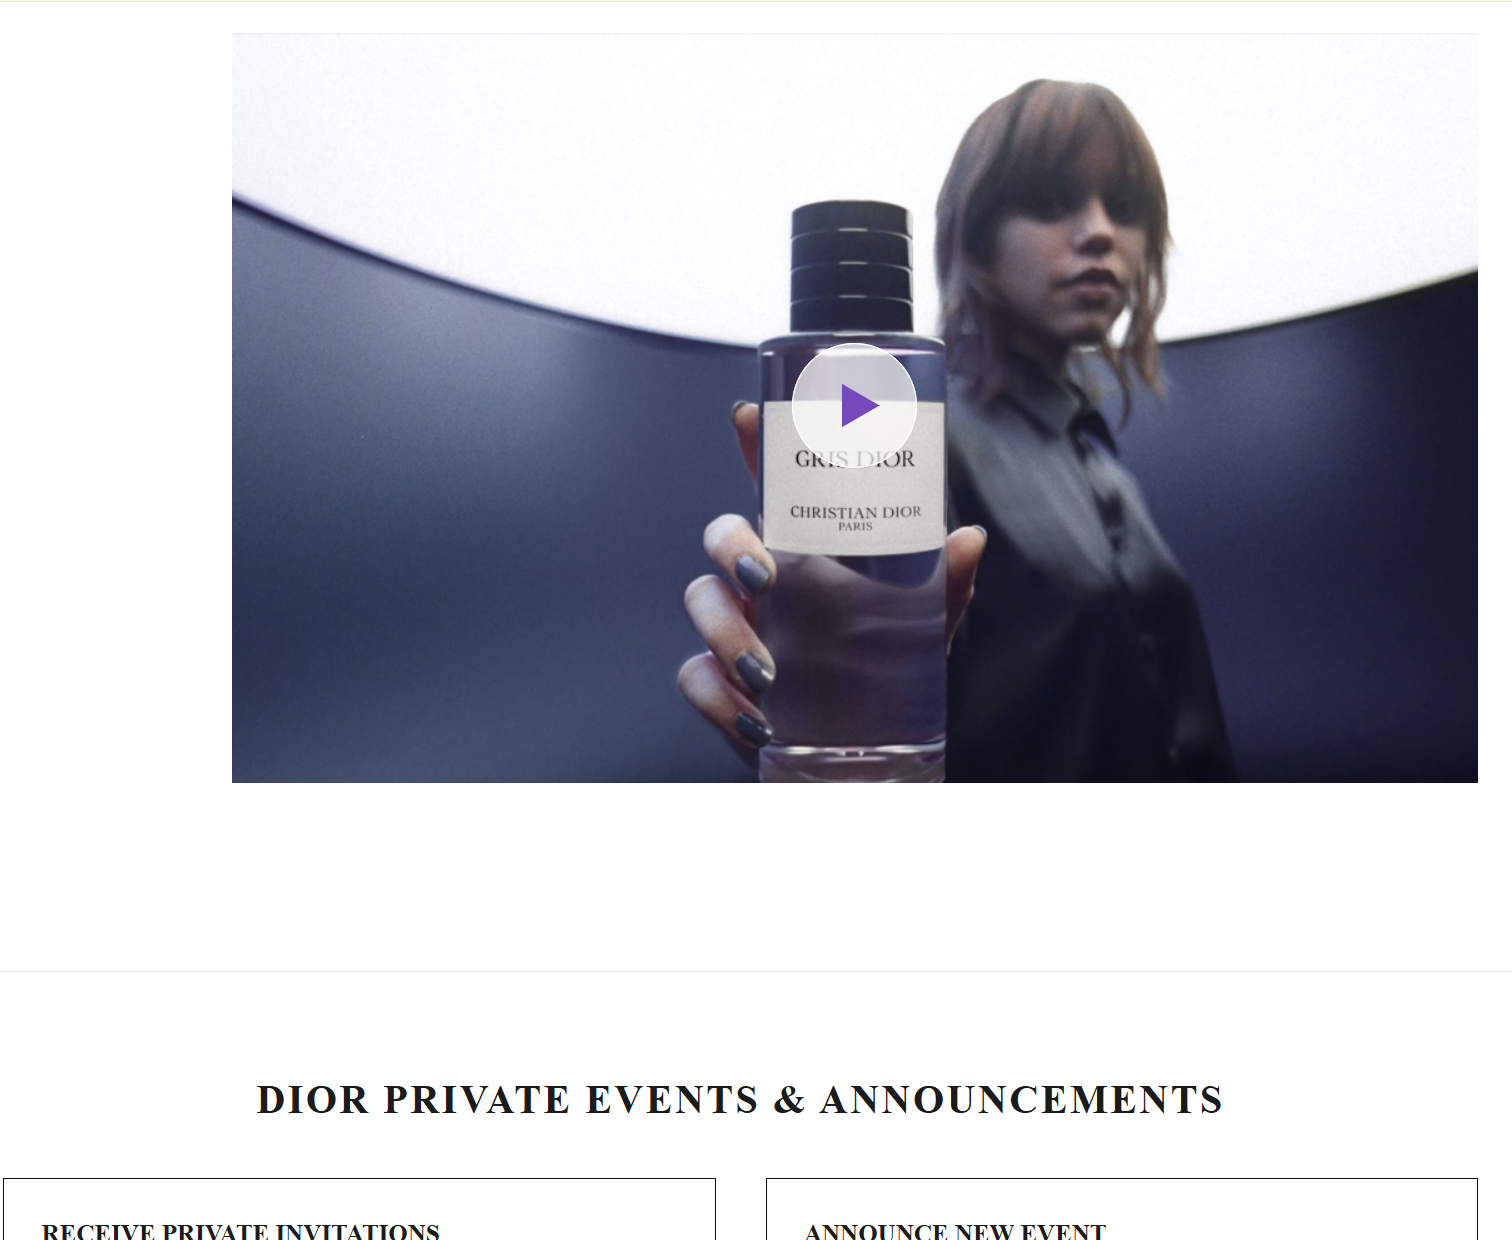 GRIS DIOR
CHRISTIAN DIOR
PARIS
DIOR PRIVATE EVENTS & ANNOUNCEMENTS
RECEIVE PRIVATE INVITATIONS
ANNOUNCE NEW EVENT